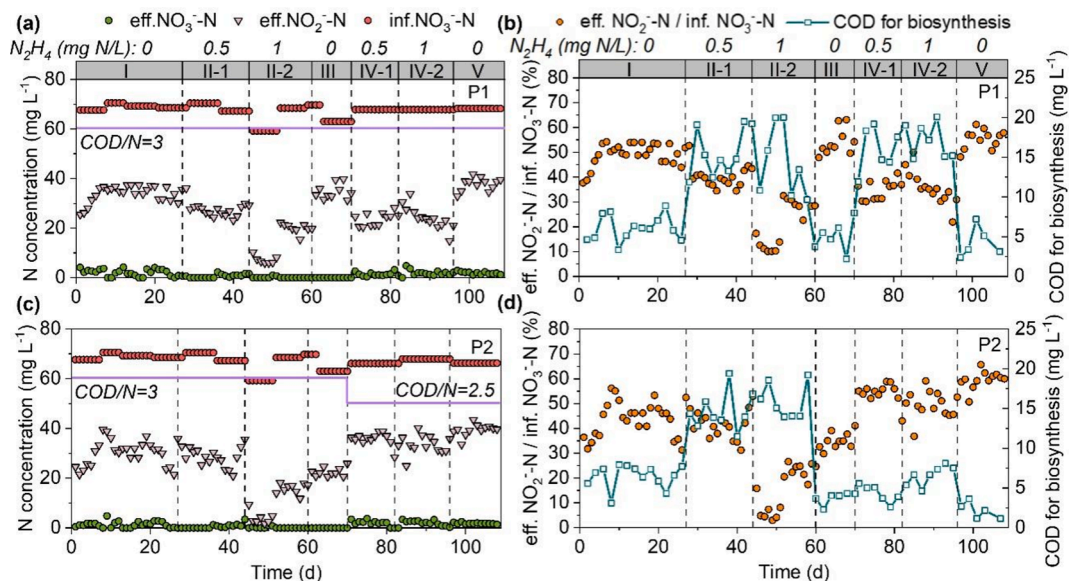 (a) eff.NO₃⁻-N eff.NO₂⁻-N inf.NO₃⁻-N
N₂H₄ (mg N/L): 0 0.5 1 0 0.5 1 0
I II-1 II-2 III IV-1 IV-2 V
P1
COD/N=3
80
60
40
20
0
N concentration (mg L⁻¹)
0 20 40 60 80 100
(b) eff. NO₂⁻-N / inf. NO₃⁻-N COD for biosynthesis
N₂H₄ (mg N/L): 0 0.5 1 0 0.5 1 0
I II-1 II-2 III IV-1 IV-2 V
P1
80
70
60
50
40
30
20
10
0
eff. NO₂⁻-N / inf. NO₃⁻-N (%)
25
20
15
10
5
0
COD for biosynthesis (mg L⁻¹)
0 20 40 60 80 100
(c)
P2
COD/N=3
COD/N=2.5
80
60
40
20
0
N concentration (mg L⁻¹)
0 20 40 60 80 100
Time (d)
(d)
P2
80
70
60
50
40
30
20
10
0
eff. NO₂⁻-N / inf. NO₃⁻-N (%)
25
20
15
10
5
0
COD for biosynthesis (mg L⁻¹)
0 20 40 60 80 100
Time (d)